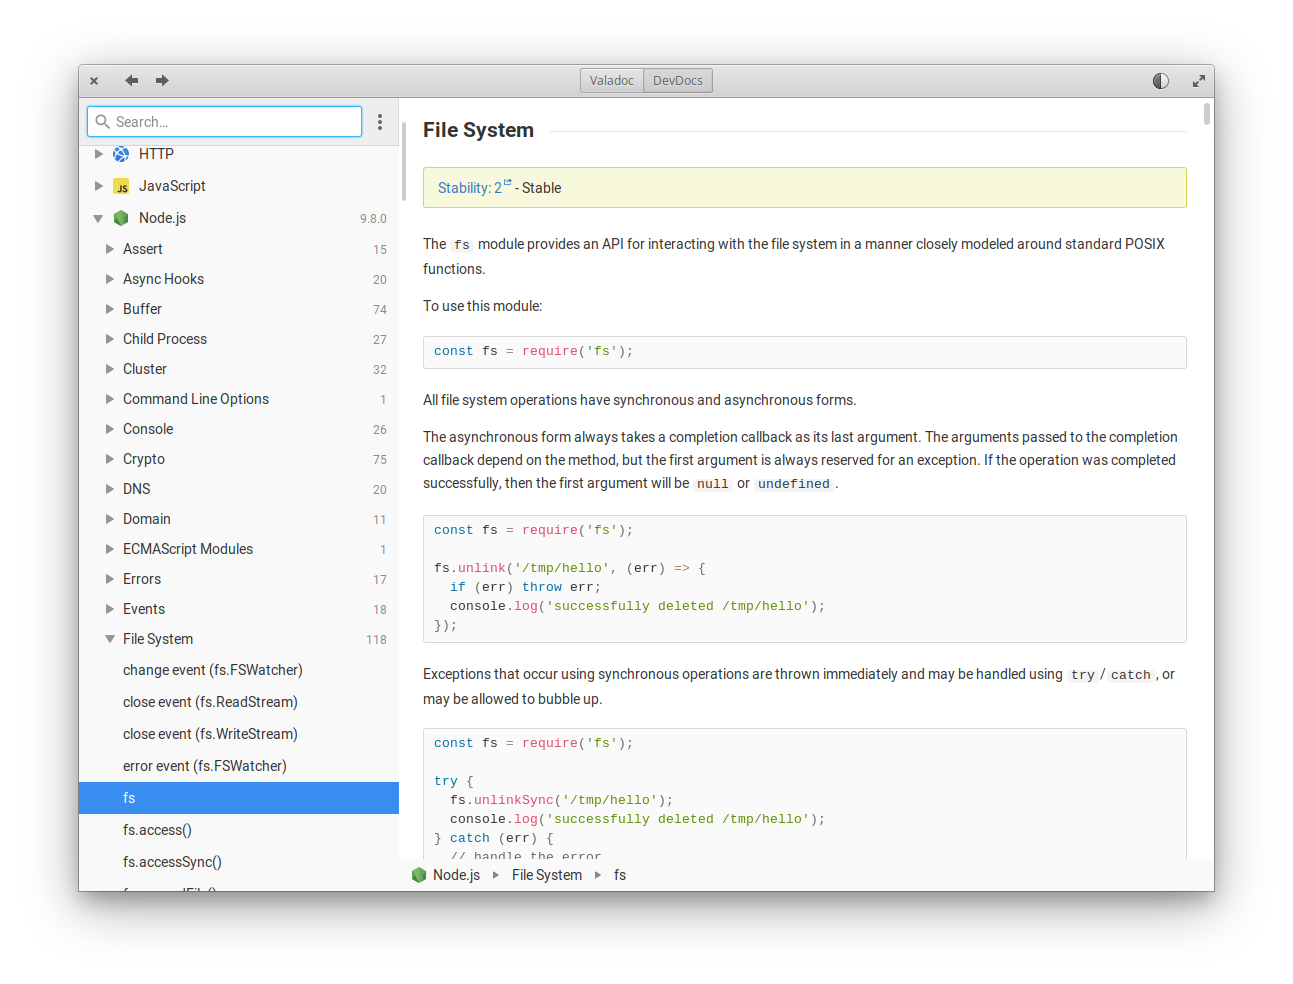 Valadoc DevDocs
Search...
HTTP
JS JavaScript
Node.js 9.8.0
Assert 15
Async Hooks 20
Buffer 74
Child Process 27
Cluster 32
Command Line Options 1
Console 26
Crypto 75
DNS 20
Domain 11
ECMAScript Modules 1
Errors 17
Events 18
File System 118
change event (fs.FSWatcher)
close event (fs.ReadStream)
close event (fs.WriteStream)
error event (fs.FSWatcher)
fs
fs.access()
fs.accessSync()
File System
Stability: 2 - Stable
The fs module provides an API for interacting with the file system in a manner closely modeled around standard POSIX
functions.
To use this module:
const fs = require('fs');
All file system operations have synchronous and asynchronous forms.
The asynchronous form always takes a completion callback as its last argument. The arguments passed to the completion
callback depend on the method, but the first argument is always reserved for an exception. If the operation was completed
successfully, then the first argument will be null or undefined.
const fs = require('fs');
fs.unlink('/tmp/hello', (err) => {
  if (err) throw err;
  console.log('successfully deleted /tmp/hello');
});
Exceptions that occur using synchronous operations are thrown immediately and may be handled using try/catch, or
may be allowed to bubble up.
const fs = require('fs');
try {
  fs.unlinkSync('/tmp/hello');
  console.log('successfully deleted /tmp/hello');
} catch (err) {
  // handle the error
Node.js File System fs